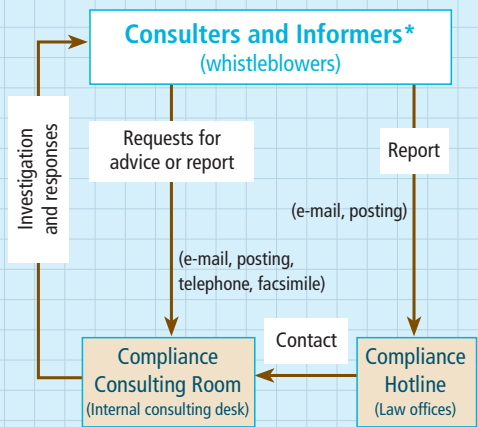 Consulters and Informers*
(whistleblowers)
Investigation
and responses
Requests for
advice or report
Report
(e-mail, posting)
(e-mail, posting,
telephone, facsimile)
Contact
Compliance
Consulting Room
(Internal consulting desk)
Compliance
Hotline
(Law offices)